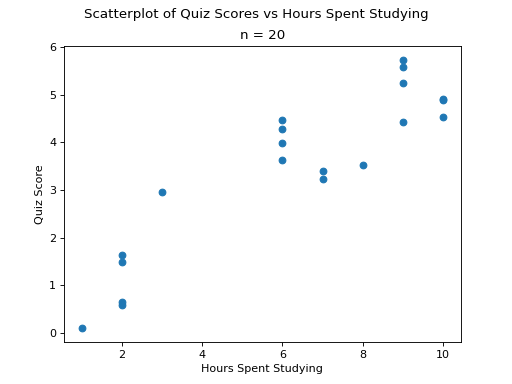 Scatterplot of Quiz Scores vs Hours Spent Studying
n = 20
6
5
4
3
2
1
0
Quiz Score
2 4 6 8 10
Hours Spent Studying